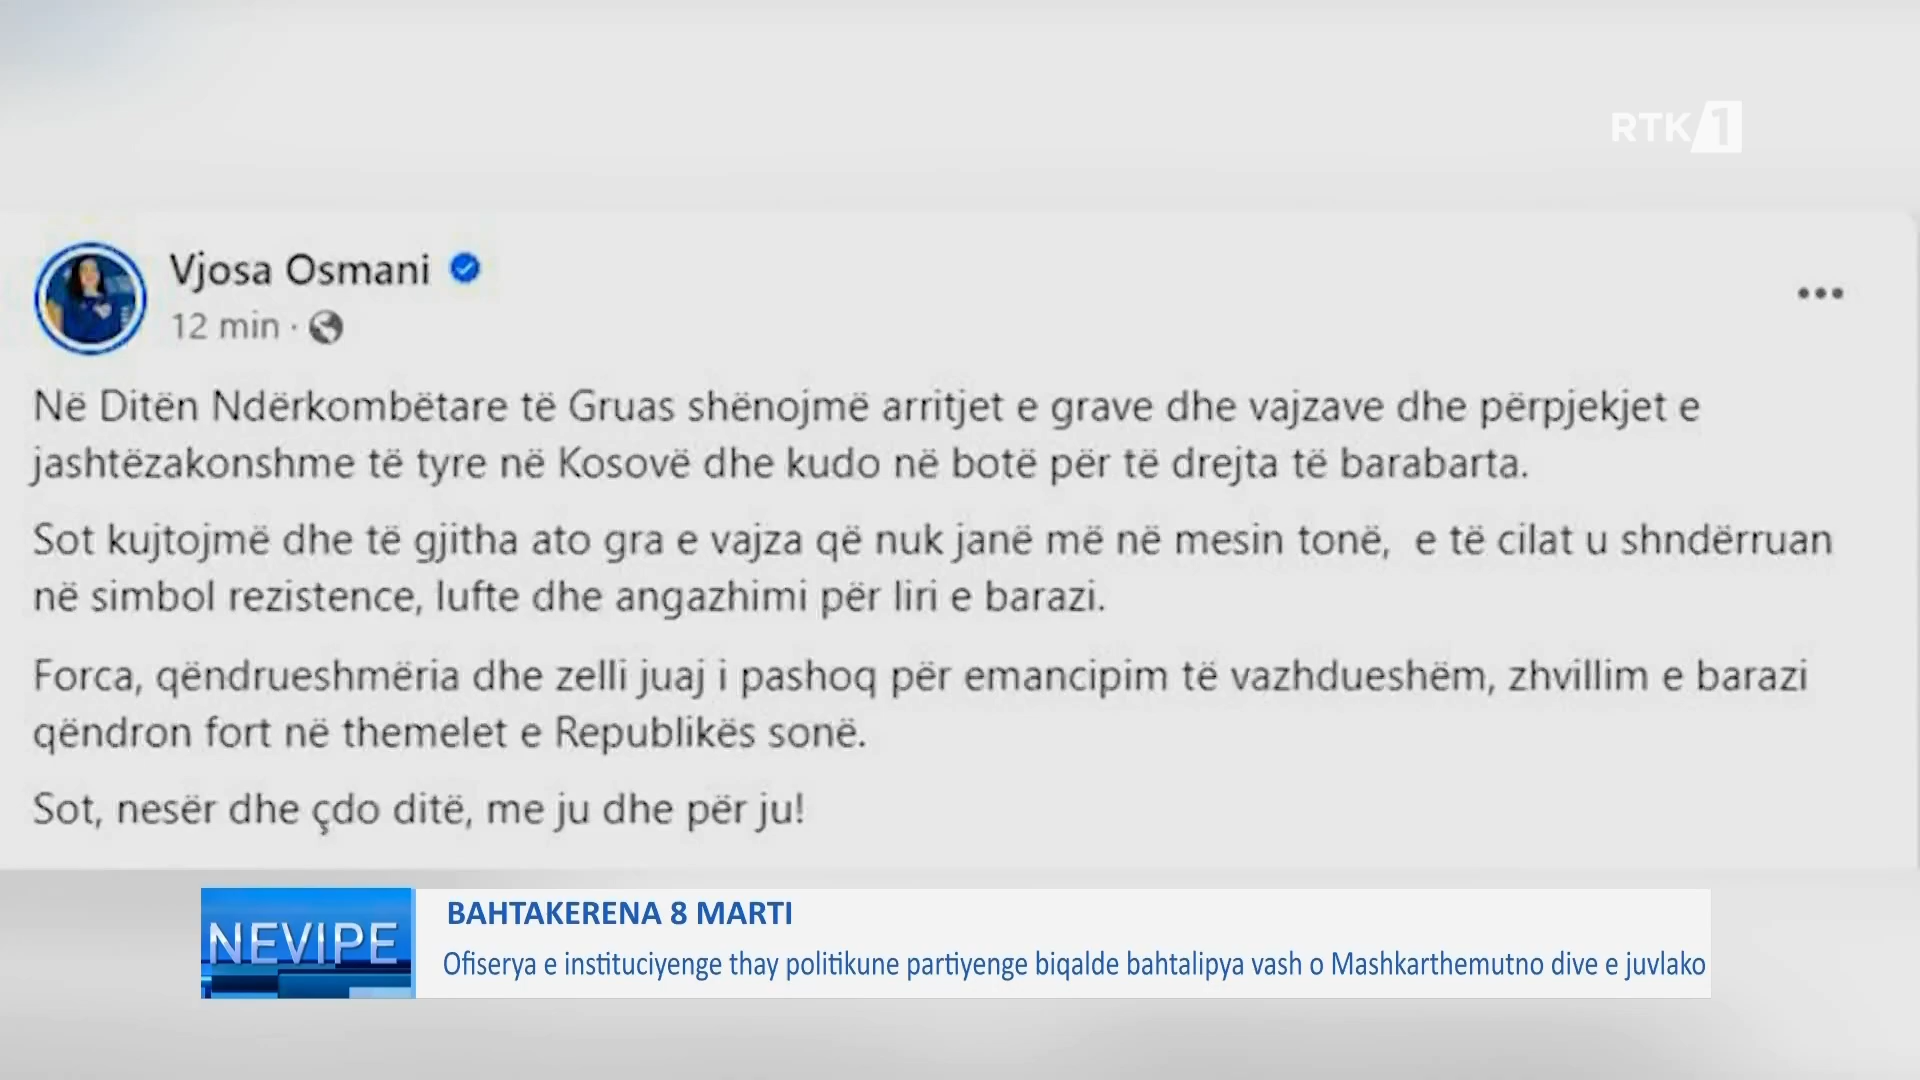 RTK 1
Vjosa Osmani
12 min ·
Në Ditën Ndërkombëtare të Gruas shënojmë arritjet e grave dhe vajzave dhe përpjekjet e
jashtëzakonshme të tyre në Kosovë dhe kudo në botë për të drejta të barabarta.
Sot kujtojmë dhe të gjitha ato gra e vajza që nuk janë më në mesin tonë, e të cilat u shndërruan
në simbol rezistence, lufte dhe angazhimi për liri e barazi.
Forca, qëndrueshmëria dhe zelli juaj i pashoq për emancipim të vazhdueshëm, zhvillim e barazi
qëndron fort në themelet e Republikës sonë.
Sot, nesër dhe çdo ditë, me ju dhe për ju!
NEVIPE
BAHTAKERENA 8 MARTI
Ofiserya e instituciyenge thay politikune partiyenge biqalde bahtalipya vash o Mashkarthemutno dive e juvlako